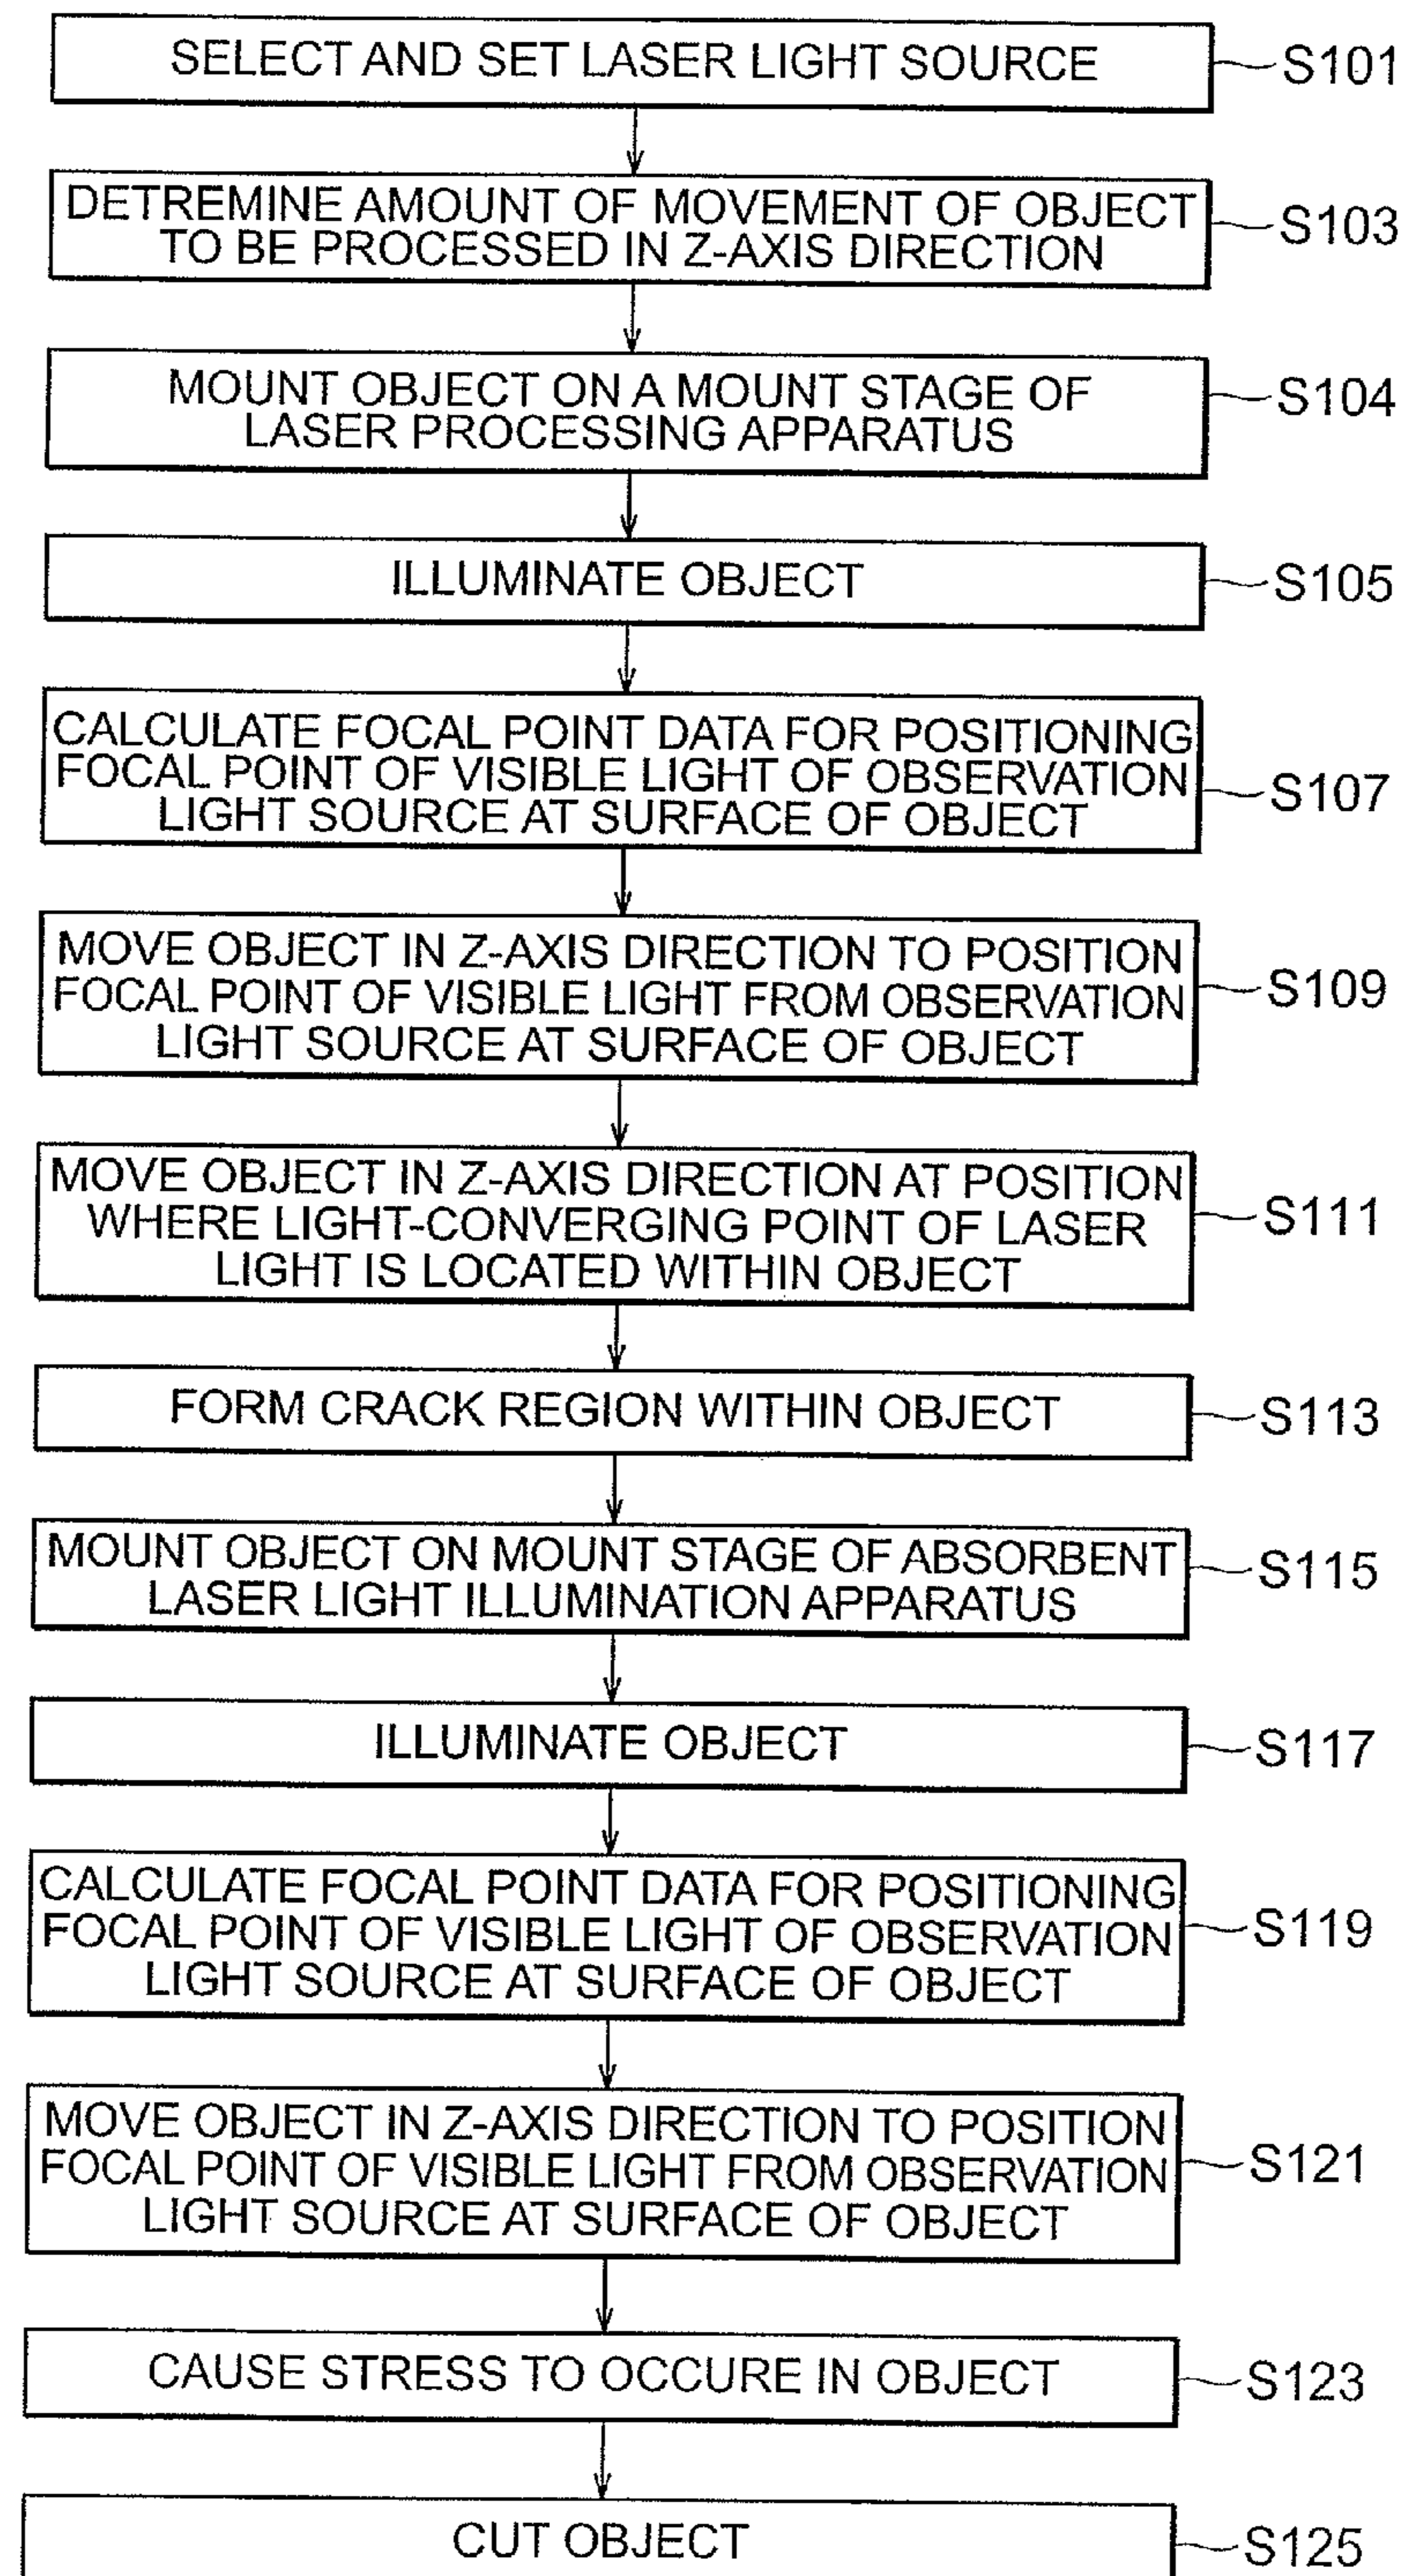 SELECT AND SET LASER LIGHT SOURCE
S101
DETREMINE AMOUNT OF MOVEMENT OF OBJECT
TO BE PROCESSED IN Z-AXIS DIRECTION
S103
MOUNT OBJECT ON A MOUNT STAGE OF
LASER PROCESSING APPARATUS
S104
ILLUMINATE OBJECT
S105
CALCULATE FOCAL POINT DATA FOR POSITIONING
FOCAL POINT OF VISIBLE LIGHT OF OBSERVATION
LIGHT SOURCE AT SURFACE OF OBJECT
S107
MOVE OBJECT IN Z-AXIS DIRECTION TO POSITION
FOCAL POINT OF VISIBLE LIGHT FROM OBSERVATION
LIGHT SOURCE AT SURFACE OF OBJECT
S109
MOVE OBJECT IN Z-AXIS DIRECTION AT POSITION
WHERE LIGHT-CONVERGING POINT OF LASER
LIGHT IS LOCATED WITHIN OBJECT
S111
FORM CRACK REGION WITHIN OBJECT
S113
MOUNT OBJECT ON MOUNT STAGE OF ABSORBENT
LASER LIGHT ILLUMINATION APPARATUS
S115
ILLUMINATE OBJECT
S117
CALCULATE FOCAL POINT DATA FOR POSITIONING
FOCAL POINT OF VISIBLE LIGHT OF OBSERVATION
LIGHT SOURCE AT SURFACE OF OBJECT
S119
MOVE OBJECT IN Z-AXIS DIRECTION TO POSITION
FOCAL POINT OF VISIBLE LIGHT FROM OBSERVATION
LIGHT SOURCE AT SURFACE OF OBJECT
S121
CAUSE STRESS TO OCCURE IN OBJECT
S123
CUT OBJECT
S125